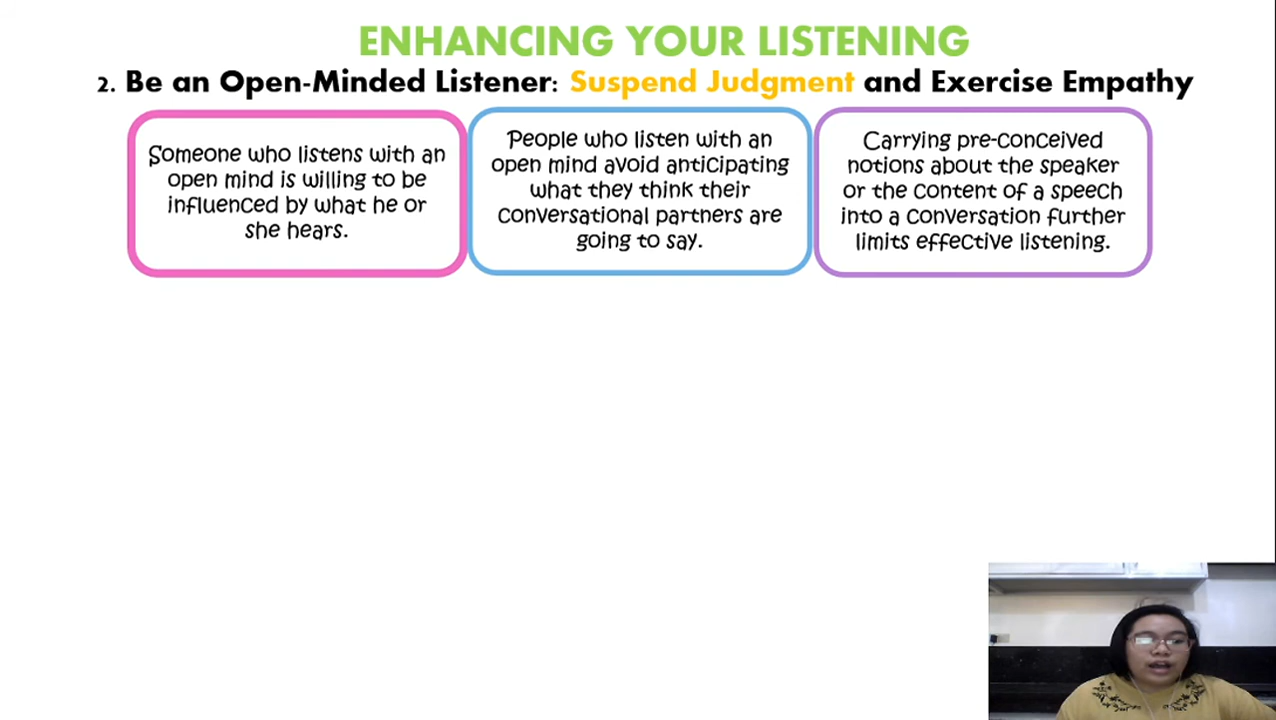 ENHANCING YOUR LISTENING
2. Be an Open-Minded Listener: Suspend Judgment and Exercise Empathy
Someone who listens with an
open mind is willing to be
influenced by what he or
she hears.
People who listen with an
open mind avoid anticipating
what they think their
conversational partners are
going to say.
Carrying pre-conceived
notions about the speaker
or the content of a speech
into a conversation further
limits effective listening.